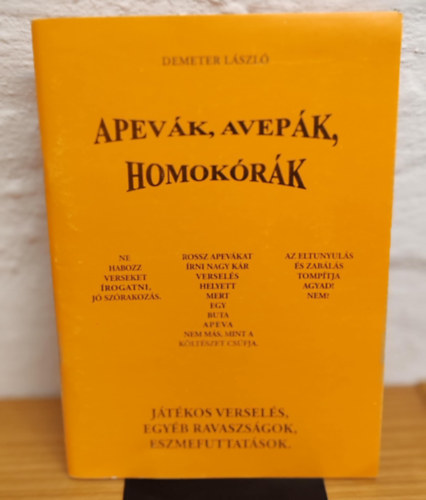 DEMETER LÁSZLÓ
APEVÁK, AVEPÁK,
HOMOKÓRÁK
NE
HABOZZ
VERSEKET
ÍROGATNI,
JÓ SZÓBAKOZÁS.
ROSSZ APEVÁKAT
ÍRNI NAGY KÁR
VERSELÉS
HELYETT
MERT
EGY
BUTA
APEVA
NEM MÁS, MINT A
KÖLTÉSZET CSÚFJA.
AZ ELTUNYULÁS
ÉS ZABÁLÁS
TOMPÍTJA
AGYAD?
NEM!
JÁTÉKOS VERSELÉS,
EGYÉB RAVASZSÁGOK,
ESZMEFUTTATÁSOK.